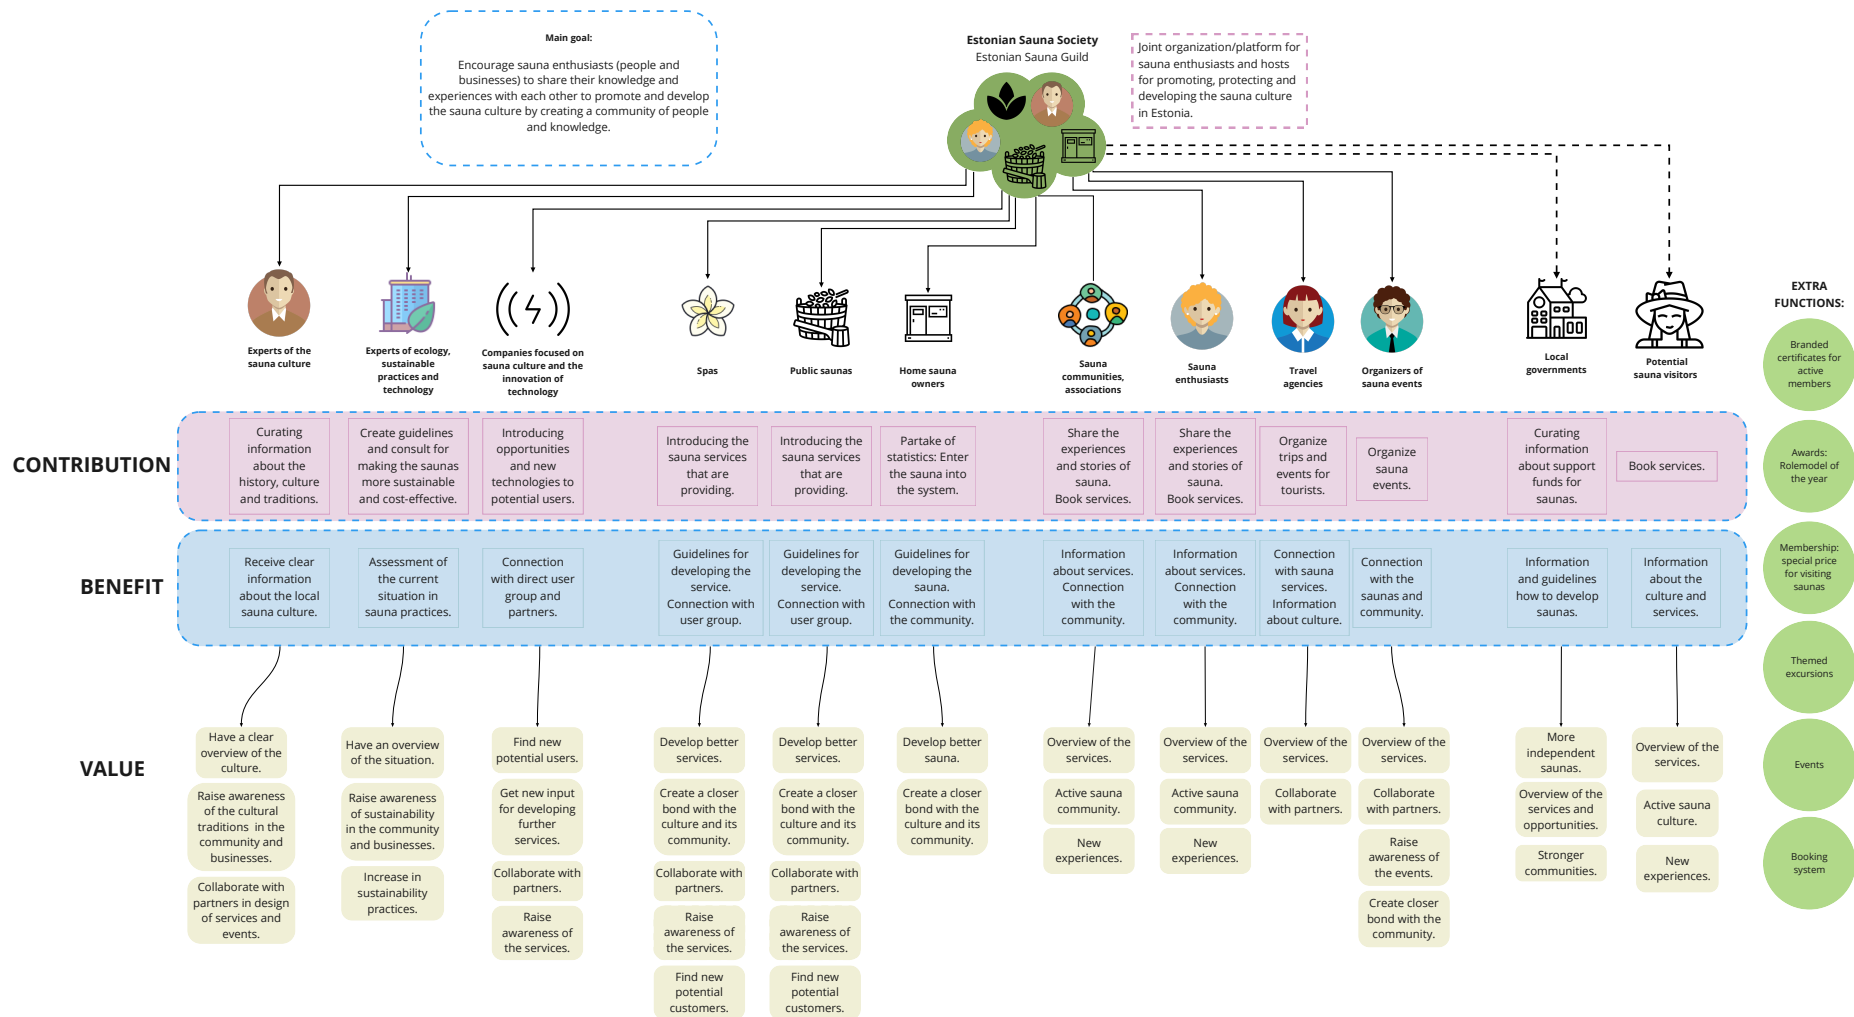 Main goal:
Encourage sauna enthusiasts (people and
businesses) to share their knowledge and
experiences with each other to promote and develop
the sauna culture by creating a community of people
and knowledge.
Estonian Sauna Society
Estonian Sauna Guild
Joint organization/platform for
sauna enthusiasts and hosts
for promoting, protecting and
developing the sauna culture
in Estonia.
Experts of the
sauna culture
Experts of ecology,
sustainable
practices and
technology
Companies focused on
sauna culture and the
innovation of
technology
Spas
Public saunas
Home sauna
owners
Sauna
communities,
associations
Sauna
enthusiasts
Travel
agencies
Organizers of
sauna events
Local
governments
Potential
sauna visitors
CONTRIBUTION
Curating
information
about the
history, culture
and traditions.
Create guidelines
and consult for
making the saunas
more sustainable
and cost-effective.
Introducing
opportunities
and new
technologies to
potential users.
Introducing the
sauna services
that are
providing.
Introducing the
sauna services
that are
providing.
Partake of
statistics: Enter
the sauna into
the system.
Share the
experiences
and stories of
sauna.
Book services.
Share the
experiences
and stories of
sauna.
Book services.
Organize
trips and
events for
tourists.
Organize
sauna
events.
Curating
information
about support
funds for
saunas.
Book services.
BENEFIT
Receive clear
information
about the local
sauna culture.
Assessment of
the current
situation in
sauna practices.
Connection
with direct user
group and
partners.
Guidelines for
developing the
service.
Connection with
user group.
Guidelines for
developing the
service.
Connection with
user group.
Guidelines for
developing the
sauna.
Connection with
the community.
Information
about services.
Connection
with the
community.
Information
about services.
Connection
with the
community.
Connection
with sauna
services.
Information
about culture.
Connection
with the
saunas and
community.
Information
and guidelines
how to develop
saunas.
Information
about the
culture and
services.
VALUE
Have a clear
overview of the
culture.
Raise awareness
of the cultural
traditions in the
community and
businesses.
Collaborate with
partners in design
of services and
events.
Have an overview
of the situation.
Raise awareness
of sustainability
in the community
and businesses.
Increase in
sustainability
practices.
Find new
potential users.
Get new input
for developing
further
services.
Collaborate with
partners.
Raise
awareness of
the services.
Develop better
services.
Create a closer
bond with the
culture and its
community.
Collaborate with
partners.
Raise
awareness of
the services.
Find new
potential
customers.
Develop better
services.
Create a closer
bond with the
culture and its
community.
Collaborate with
partners.
Raise
awareness of
the services.
Find new
potential
customers.
Develop better
sauna.
Create a closer
bond with the
culture and its
community.
Overview of the
services.
Active sauna
community.
New
experiences.
Overview of the
services.
Active sauna
community.
New
experiences.
Overview of the
services.
Collaborate
with partners.
Overview of the
services.
Collaborate
with partners.
Raise
awareness of
the events.
Create closer
bond with the
community.
More
independent
saunas.
Overview of the
services and
opportunities.
Stronger
communities.
Overview of the
services.
Active sauna
culture.
New
experiences.
EXTRA
FUNCTIONS:
Branded
certificates for
active
members
Awards:
Rolemodel of
the year
Membership:
special price
for visiting
saunas
Themed
excursions
Events
Booking
system